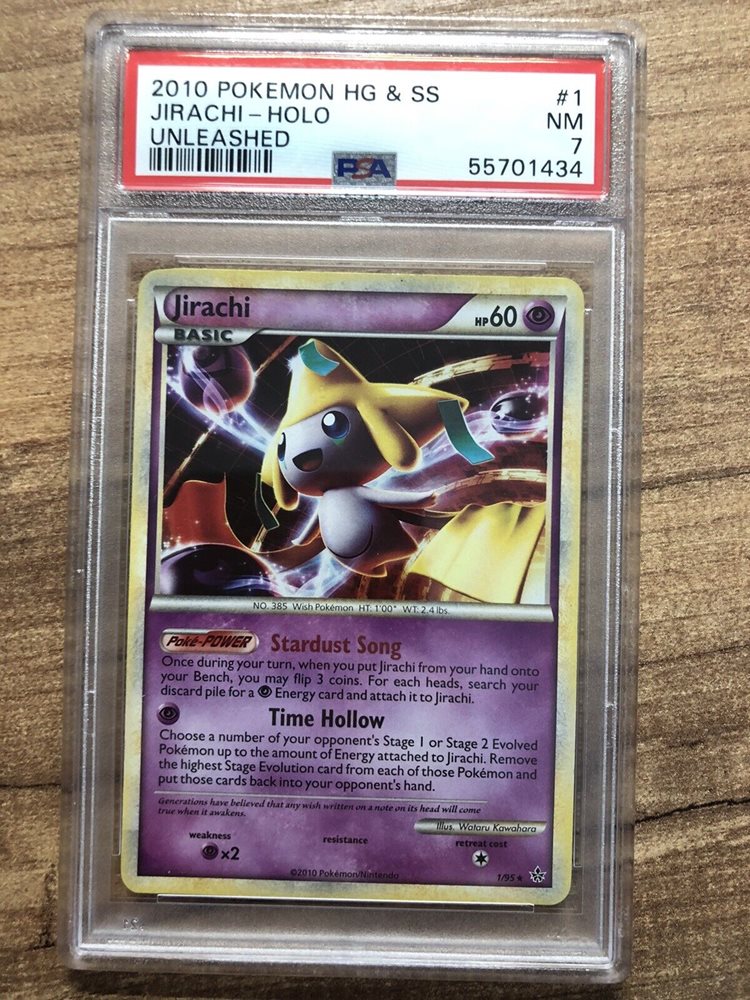 2010 POKEMON HG & SS #1
JIRACHI - HOLO NM
UNLEASHED 7
PSA 55701434
Jirachi HP 60
BASIC
NO. 385 Wish Pokémon HT: 1'00" WT: 2.4 lbs.
Poké-POWER Stardust Song
Once during your turn, when you put Jirachi from your hand onto
your Bench, you may flip 3 coins. For each heads, search your
discard pile for a Energy card and attach it to Jirachi.
Time Hollow
Choose a number of your opponent's Stage 1 or Stage 2 Evolved
Pokémon up to the amount of Energy attached to Jirachi. Remove
the highest Stage Evolution card from each of those Pokémon and
put those cards back into your opponent's hand.
Generations have believed that any wish written on a note on its head will come
true when it awakens.
Illus. Wataru Kawahara
weakness resistance retreat cost
x2
©2010 Pokémon/Nintendo 1/95 ★